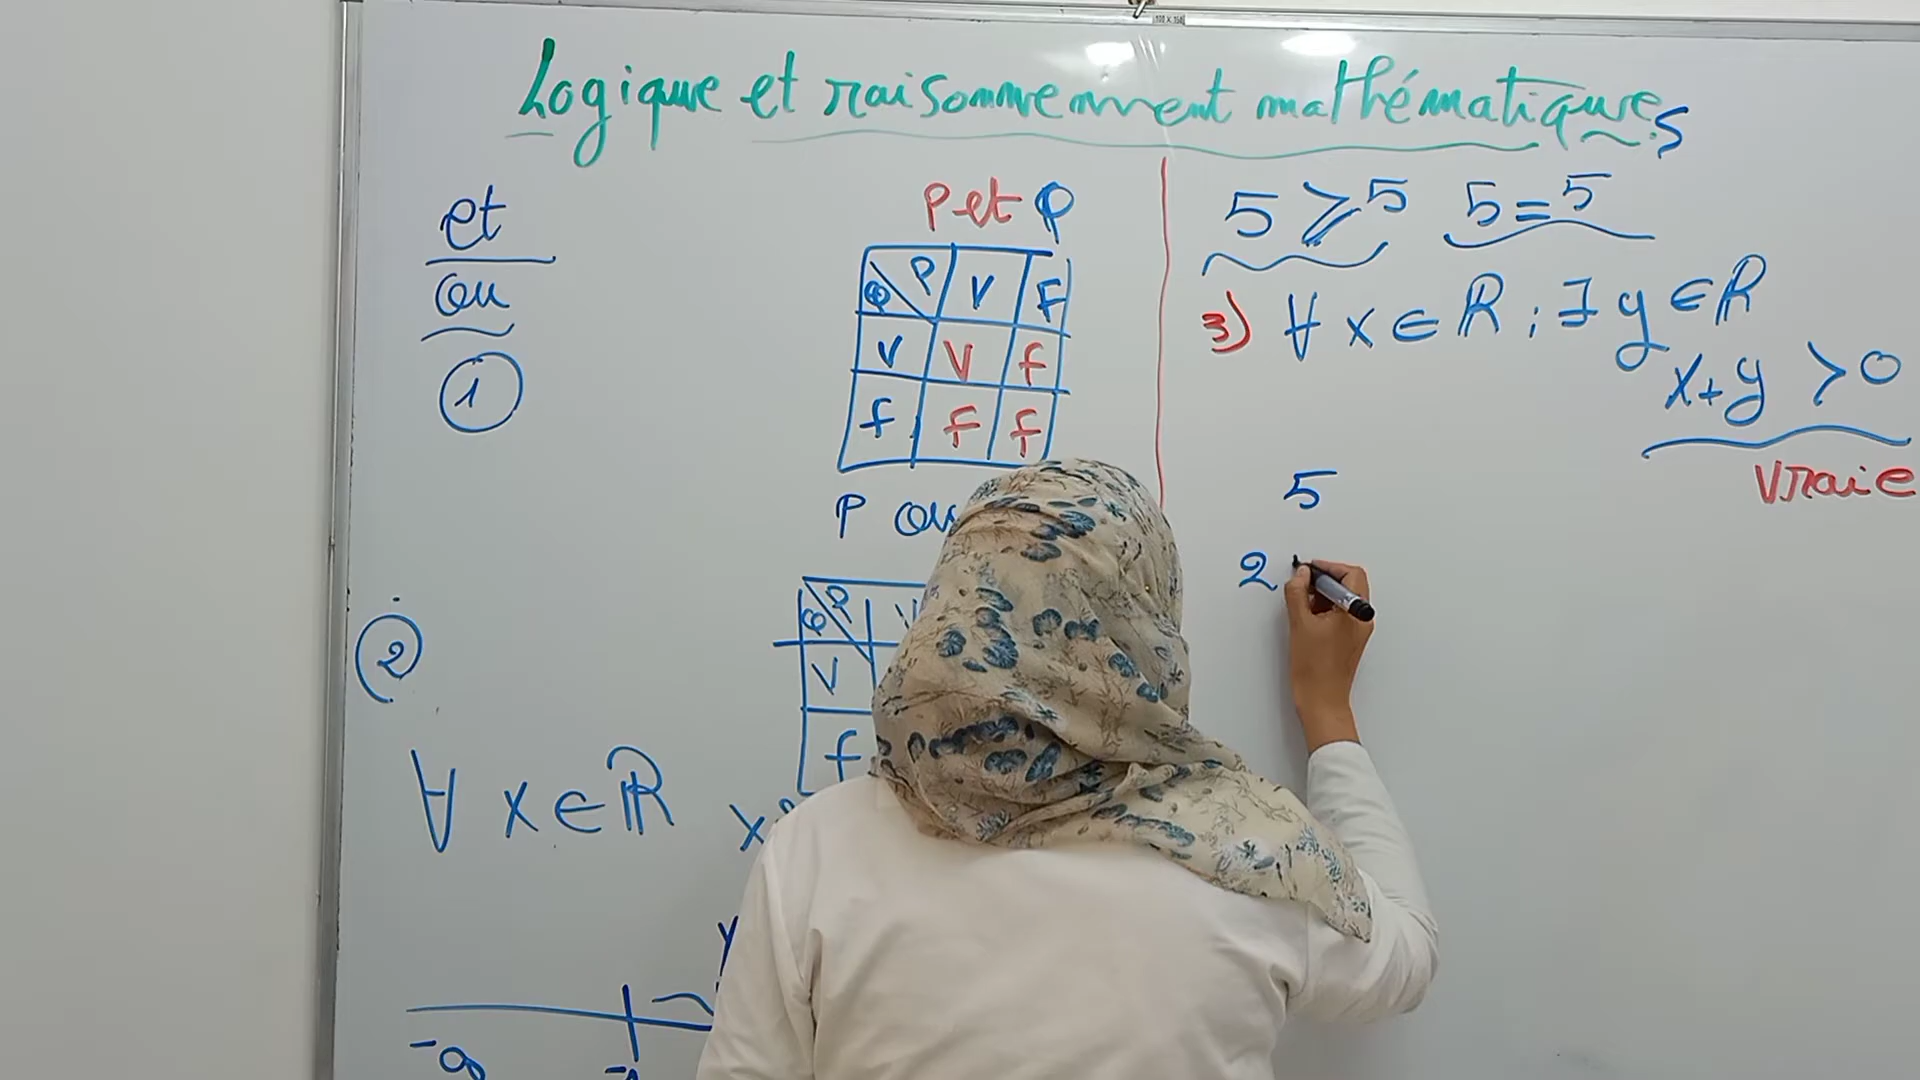 Logique et raisonnement mathématiques
et
ou
1
P et Q
Q P V F
V V f
f F f
P ou
Q P V
V
f
2
∀ x ∈ ℝ x²
-∞
5 ≥ 5 5 = 5
3) ∀ x ∈ ℝ ; ∃ y ∈ ℝ
x+y > 0
vraie
5
2